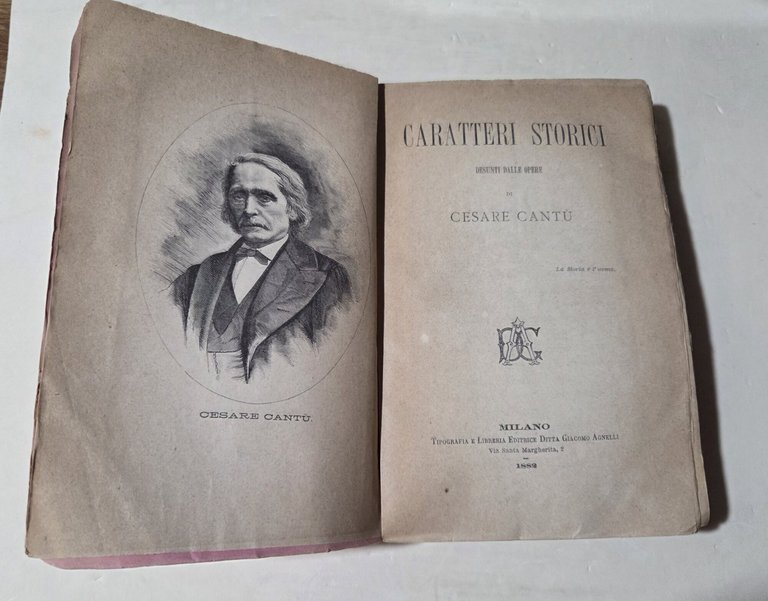 CESARE CANTÙ.
CARATTERI STORICI
DESUNTI DALLE OPERE
DI
CESARE CANTÙ
La Storia è l'uomo.
MILANO
TIPOGRAFIA E LIBRERIA EDITRICE DITTA GIACOMO AGNELLI
Via Santa Margherita, 2
1882